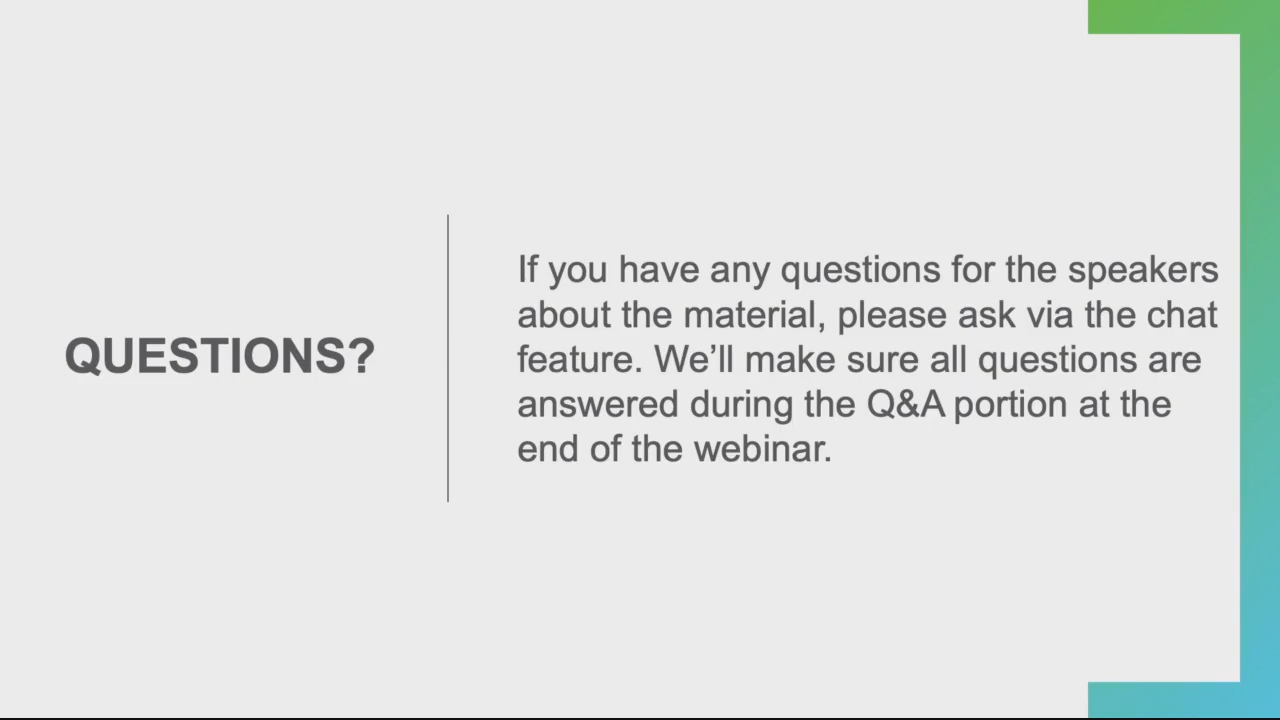 QUESTIONS?
If you have any questions for the speakers
about the material, please ask via the chat
feature. We’ll make sure all questions are
answered during the Q&A portion at the
end of the webinar.